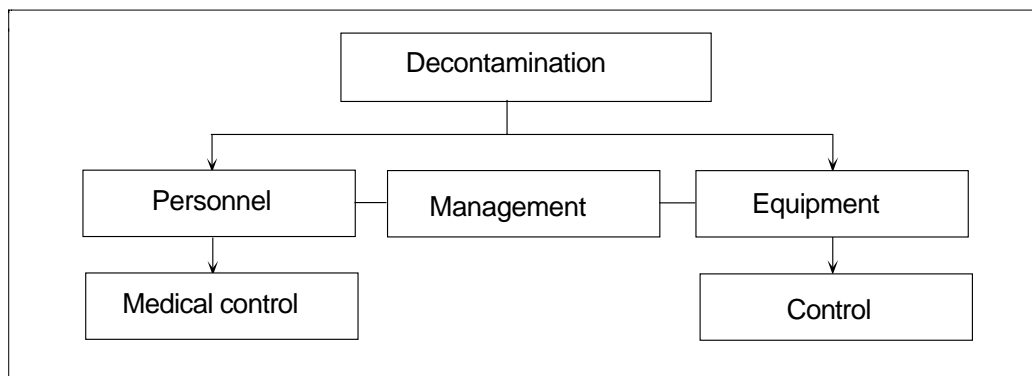 Decontamination
Personnel
Management
Equipment
Medical control
Control